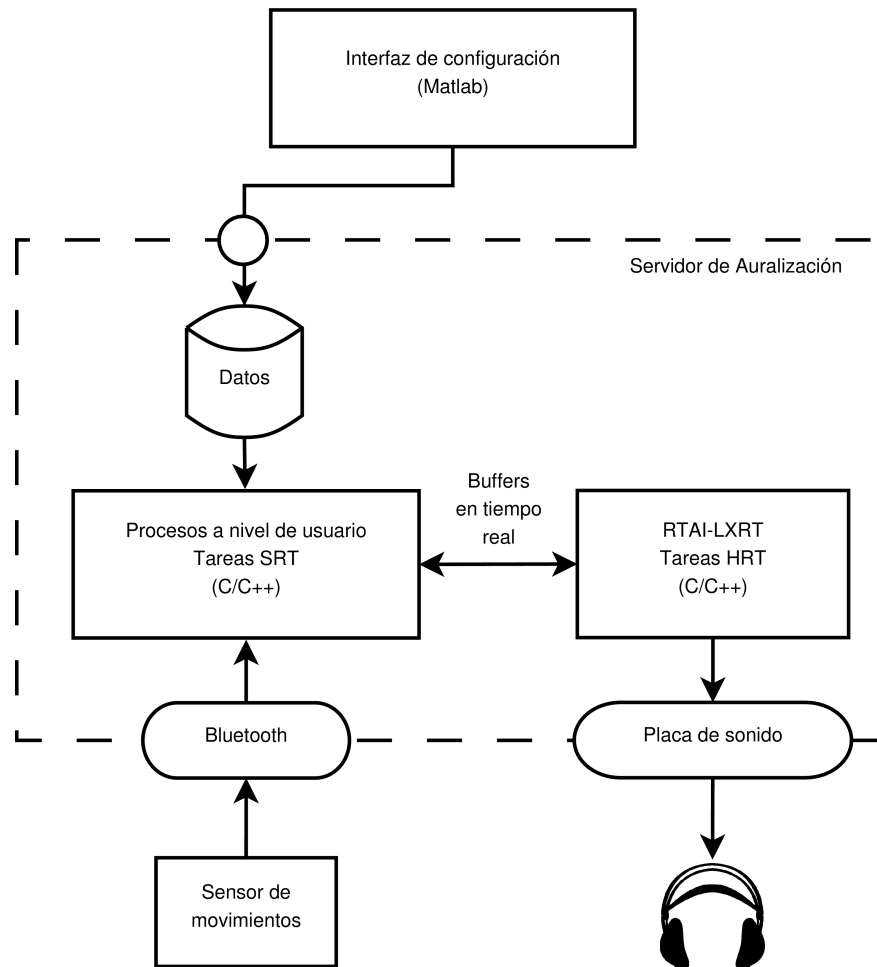 Interfaz de configuración
(Matlab)
Servidor de Auralización
Datos
Buffers
en tiempo
real
Procesos a nivel de usuario
Tareas SRT
(C/C++)
RTAI-LXRT
Tareas HRT
(C/C++)
Bluetooth
Placa de sonido
Sensor de
movimientos